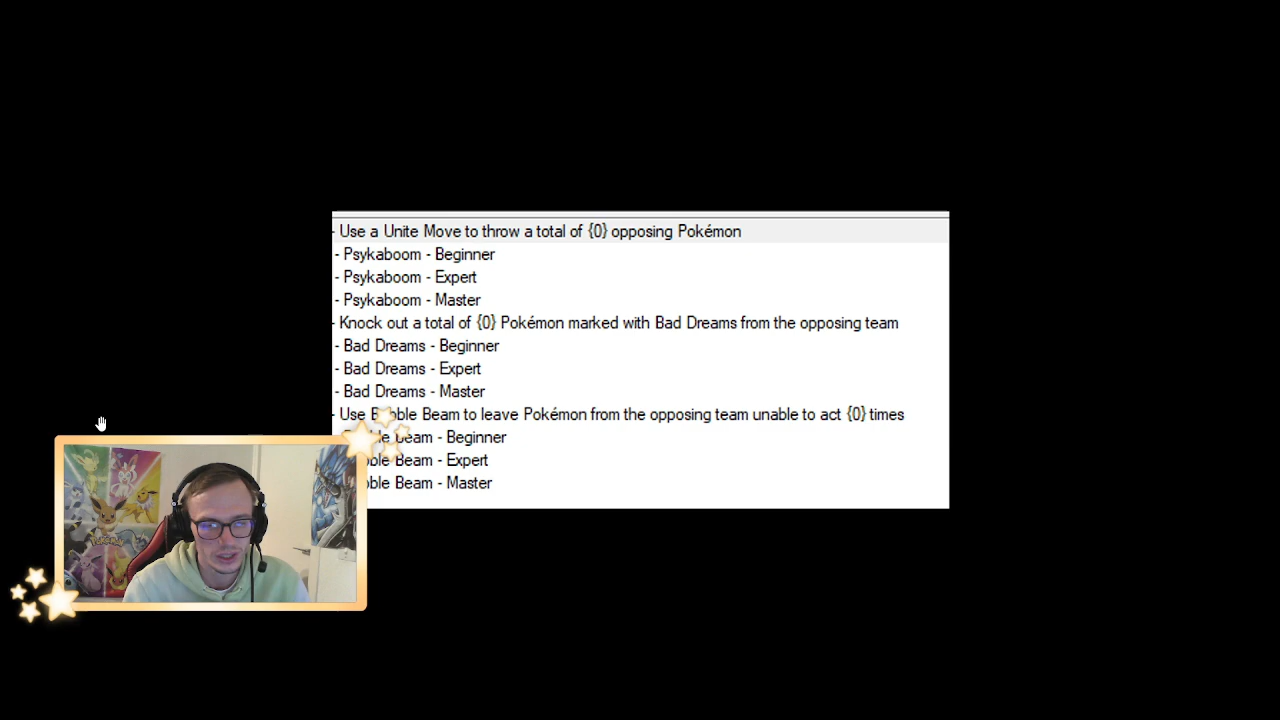 - Use a Unite Move to throw a total of {0} opposing Pokémon
- Psykaboom - Beginner
- Psykaboom - Expert
- Psykaboom - Master
- Knock out a total of {0} Pokémon marked with Bad Dreams from the opposing team
- Bad Dreams - Beginner
- Bad Dreams - Expert
- Bad Dreams - Master
- Use Bubble Beam to leave Pokémon from the opposing team unable to act {0} times
Beam - Beginner
Beam - Expert
Beam - Master